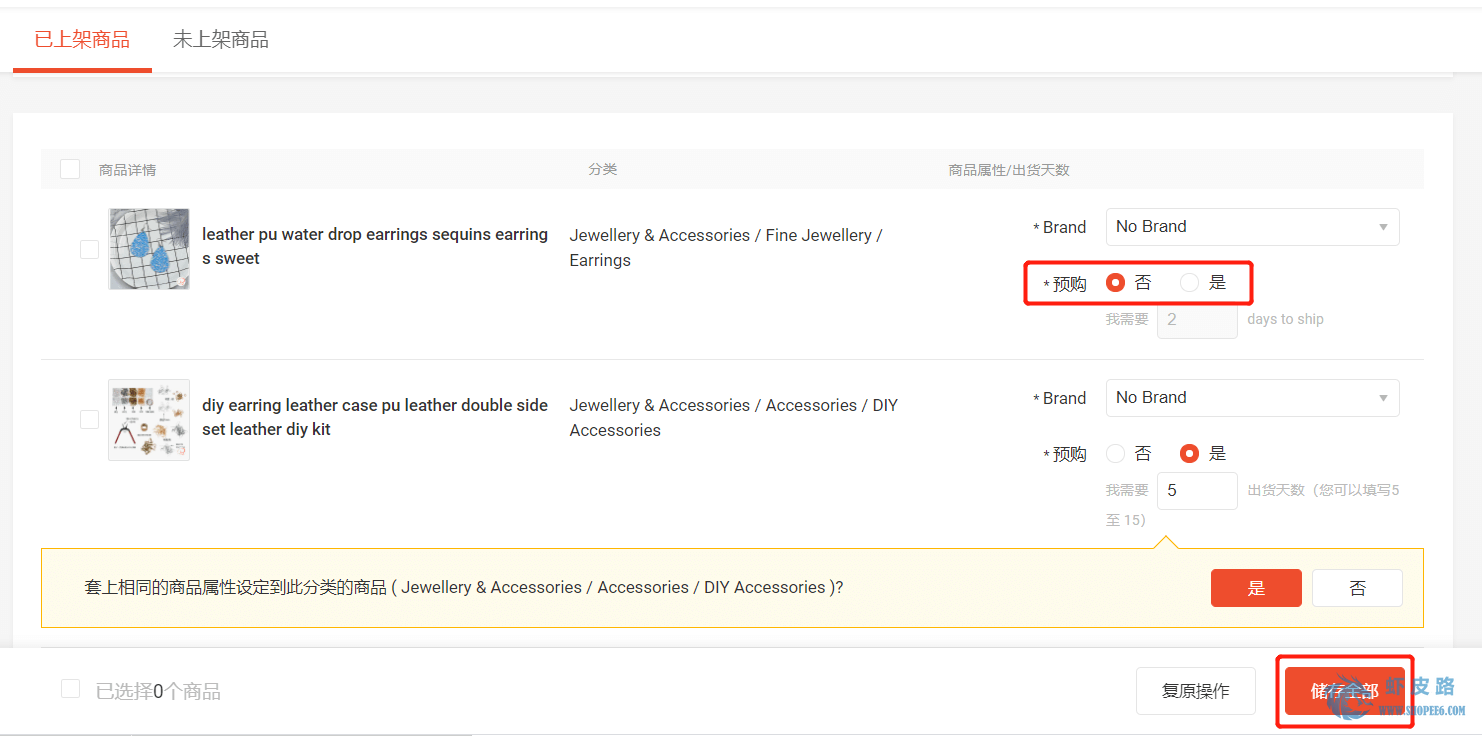 已上架商品 未上架商品
商品详情 分类 商品属性/出货天数
leather pu water drop earrings sequins earring
s sweet
Jewellery & Accessories / Fine Jewellery /
Earrings
* Brand No Brand
* 预购 否 是
我需要 2 days to ship
diy earring leather case pu leather double side
set leather diy kit
Jewellery & Accessories / Accessories / DIY
Accessories
* Brand No Brand
* 预购 否 是
我需要 5 出货天数（您可以填写5
至 15）
套上相同的商品属性设定到此分类的商品 ( Jewellery & Accessories / Accessories / DIY Accessories )? 是 否
已选择0个商品 复原操作 储存全部
虾皮路
WWW.SHOPEE6.COM